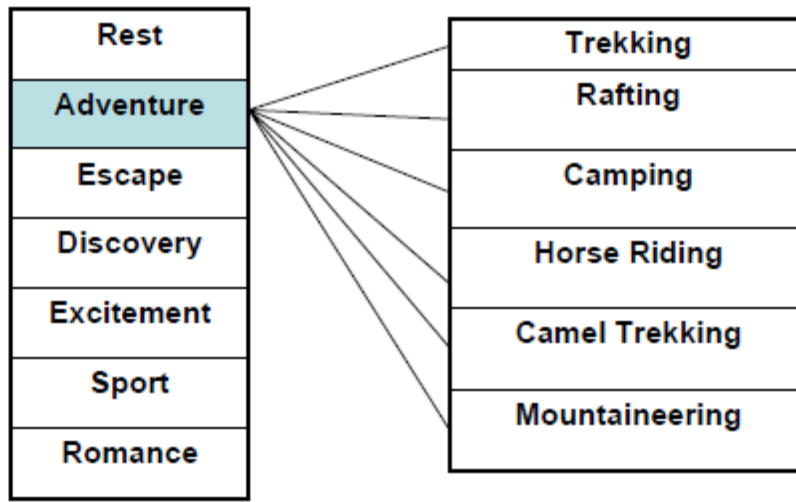 Rest
Adventure
Escape
Discovery
Excitement
Sport
Romance
Trekking
Rafting
Camping
Horse Riding
Camel Trekking
Mountaineering